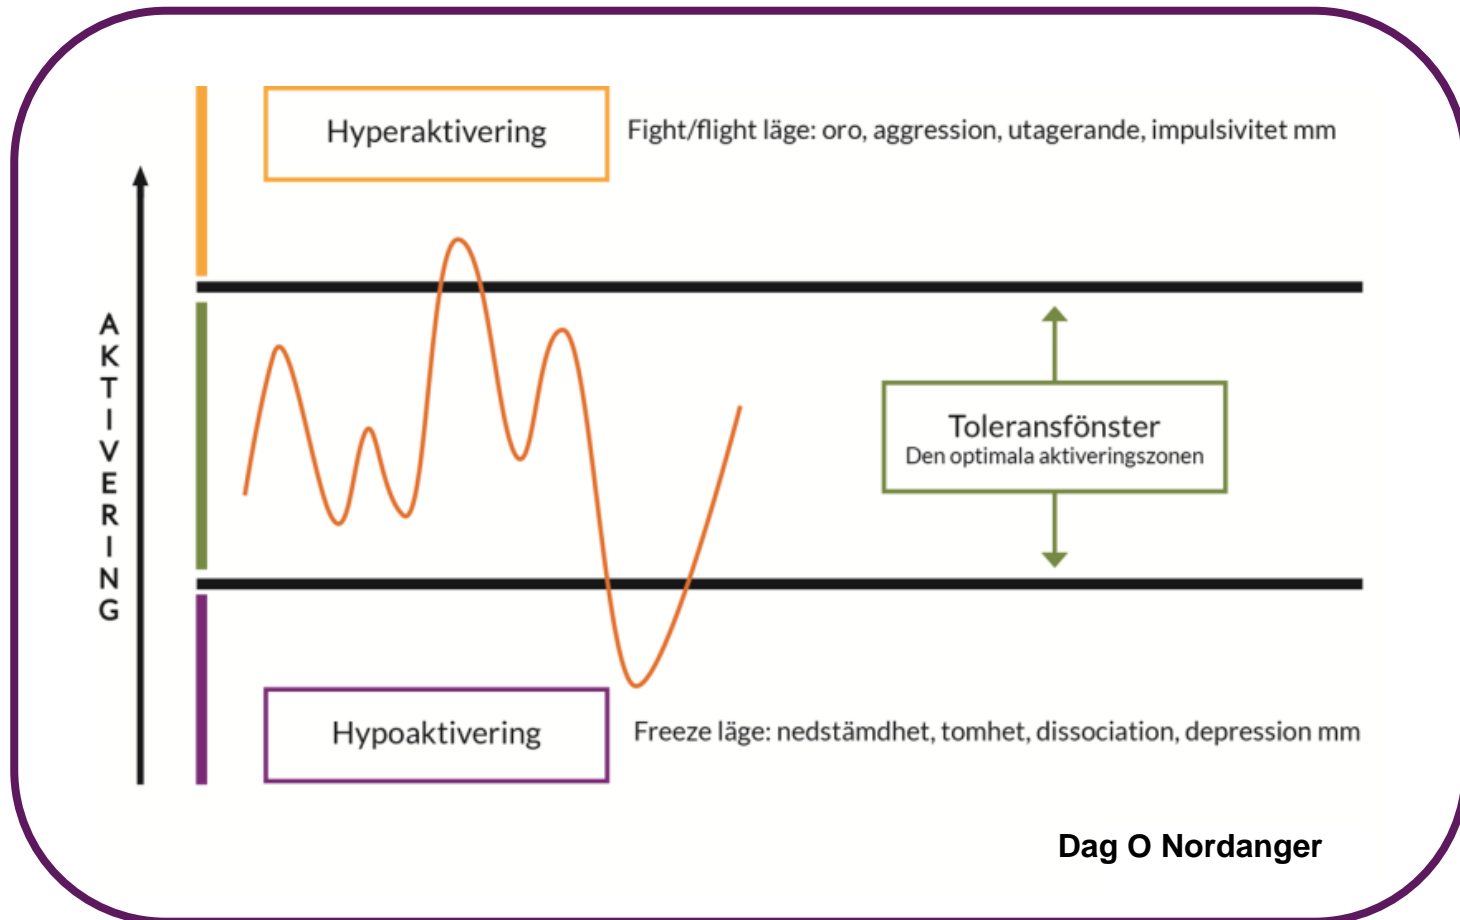 Hyperaktivering
Fight/flight läge: oro, aggression, utagerande, impulsivitet mm
AKTIVERING
Toleransfönster
Den optimala aktiveringszonen
Hypoaktivering
Freeze läge: nedstämdhet, tomhet, dissociation, depression mm
Dag O Nordanger